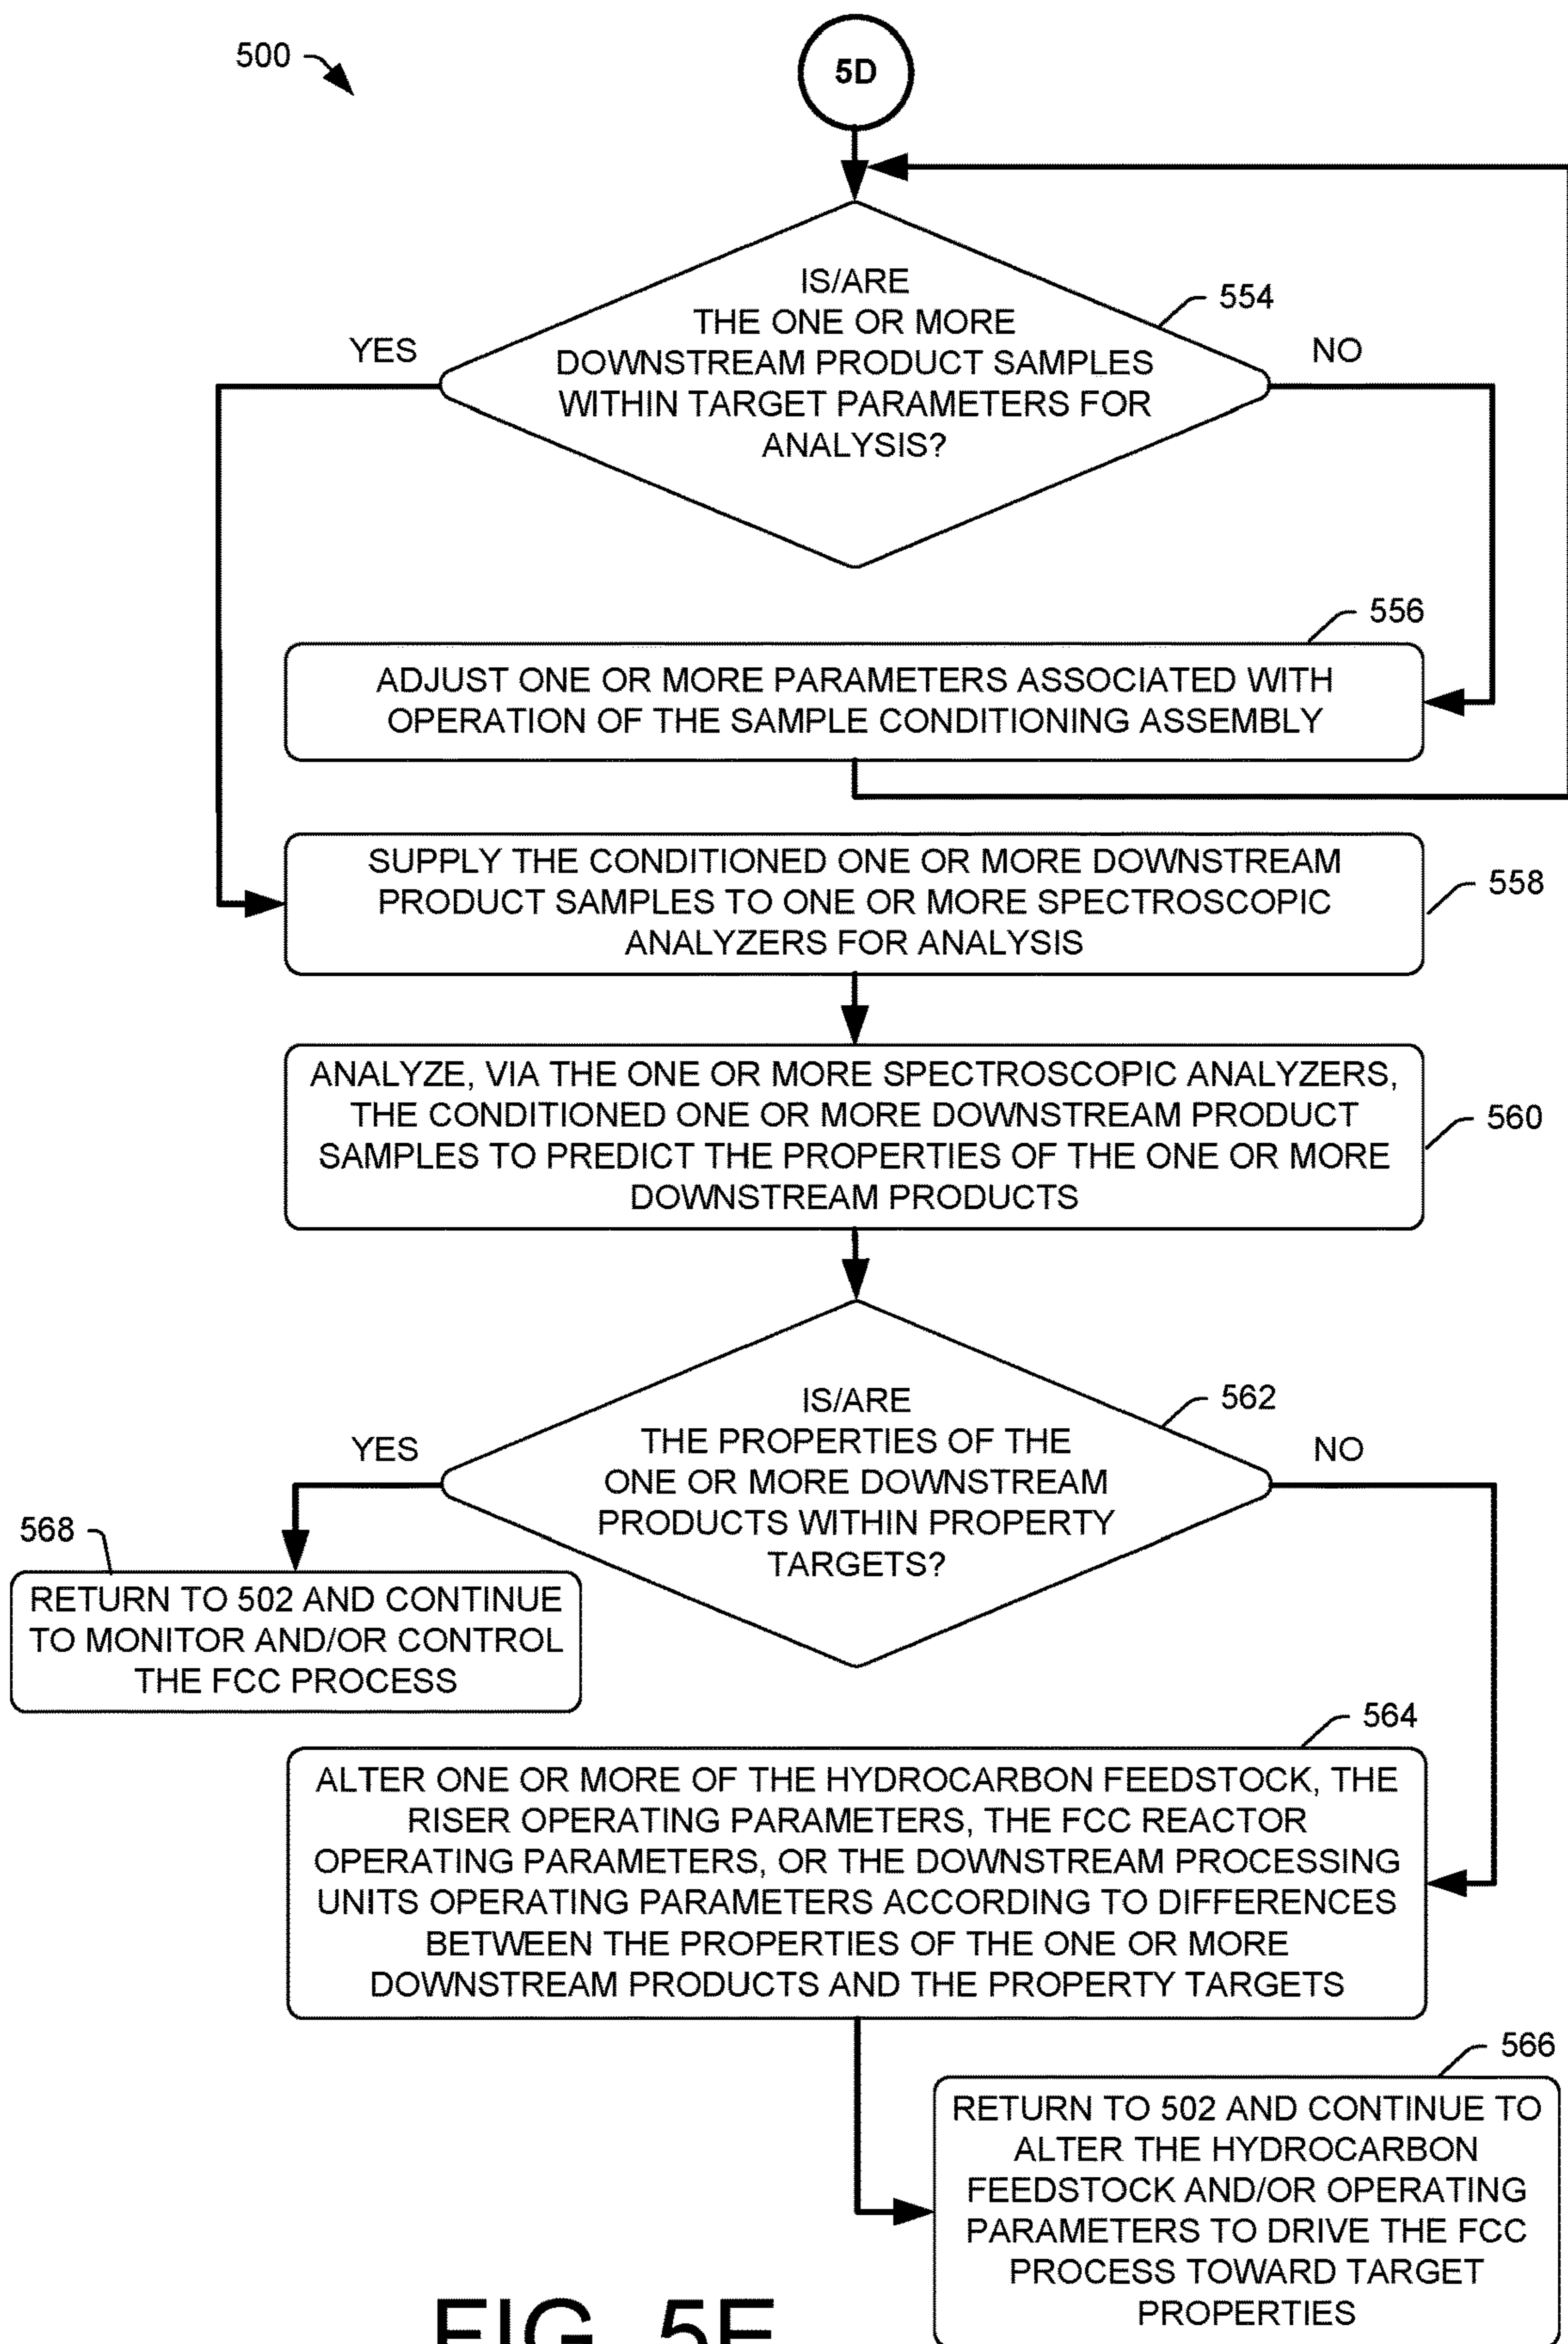 500
5D
IS/ARE
THE ONE OR MORE
DOWNSTREAM PRODUCT SAMPLES
WITHIN TARGET PARAMETERS FOR
ANALYSIS?
554
YES
NO
556
ADJUST ONE OR MORE PARAMETERS ASSOCIATED WITH
OPERATION OF THE SAMPLE CONDITIONING ASSEMBLY
SUPPLY THE CONDITIONED ONE OR MORE DOWNSTREAM
PRODUCT SAMPLES TO ONE OR MORE SPECTROSCOPIC
ANALYZERS FOR ANALYSIS
558
ANALYZE, VIA THE ONE OR MORE SPECTROSCOPIC ANALYZERS,
THE CONDITIONED ONE OR MORE DOWNSTREAM PRODUCT
SAMPLES TO PREDICT THE PROPERTIES OF THE ONE OR MORE
DOWNSTREAM PRODUCTS
560
IS/ARE
THE PROPERTIES OF THE
ONE OR MORE DOWNSTREAM
PRODUCTS WITHIN PROPERTY
TARGETS?
562
YES
NO
568
RETURN TO 502 AND CONTINUE
TO MONITOR AND/OR CONTROL
THE FCC PROCESS
564
ALTER ONE OR MORE OF THE HYDROCARBON FEEDSTOCK, THE
RISER OPERATING PARAMETERS, THE FCC REACTOR
OPERATING PARAMETERS, OR THE DOWNSTREAM PROCESSING
UNITS OPERATING PARAMETERS ACCORDING TO DIFFERENCES
BETWEEN THE PROPERTIES OF THE ONE OR MORE
DOWNSTREAM PRODUCTS AND THE PROPERTY TARGETS
566
RETURN TO 502 AND CONTINUE TO
ALTER THE HYDROCARBON
FEEDSTOCK AND/OR OPERATING
PARAMETERS TO DRIVE THE FCC
PROCESS TOWARD TARGET
PROPERTIES
FIG. 5E